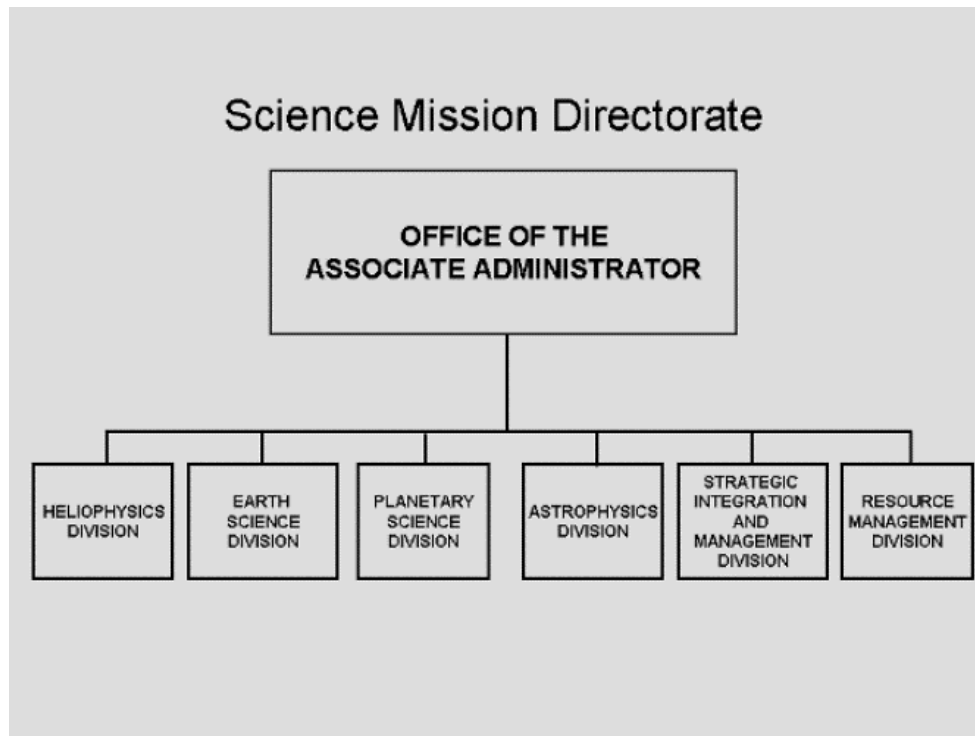 Science Mission Directorate
OFFICE OF THE
ASSOCIATE ADMINISTRATOR
HELIOPHYSICS
DIVISION
EARTH
SCIENCE
DIVISION
PLANETARY
SCIENCE
DIVISION
ASTROPHYSICS
DIVISION
STRATEGIC
INTEGRATION
AND
MANAGEMENT
DIVISION
RESOURCE
MANAGEMENT
DIVISION